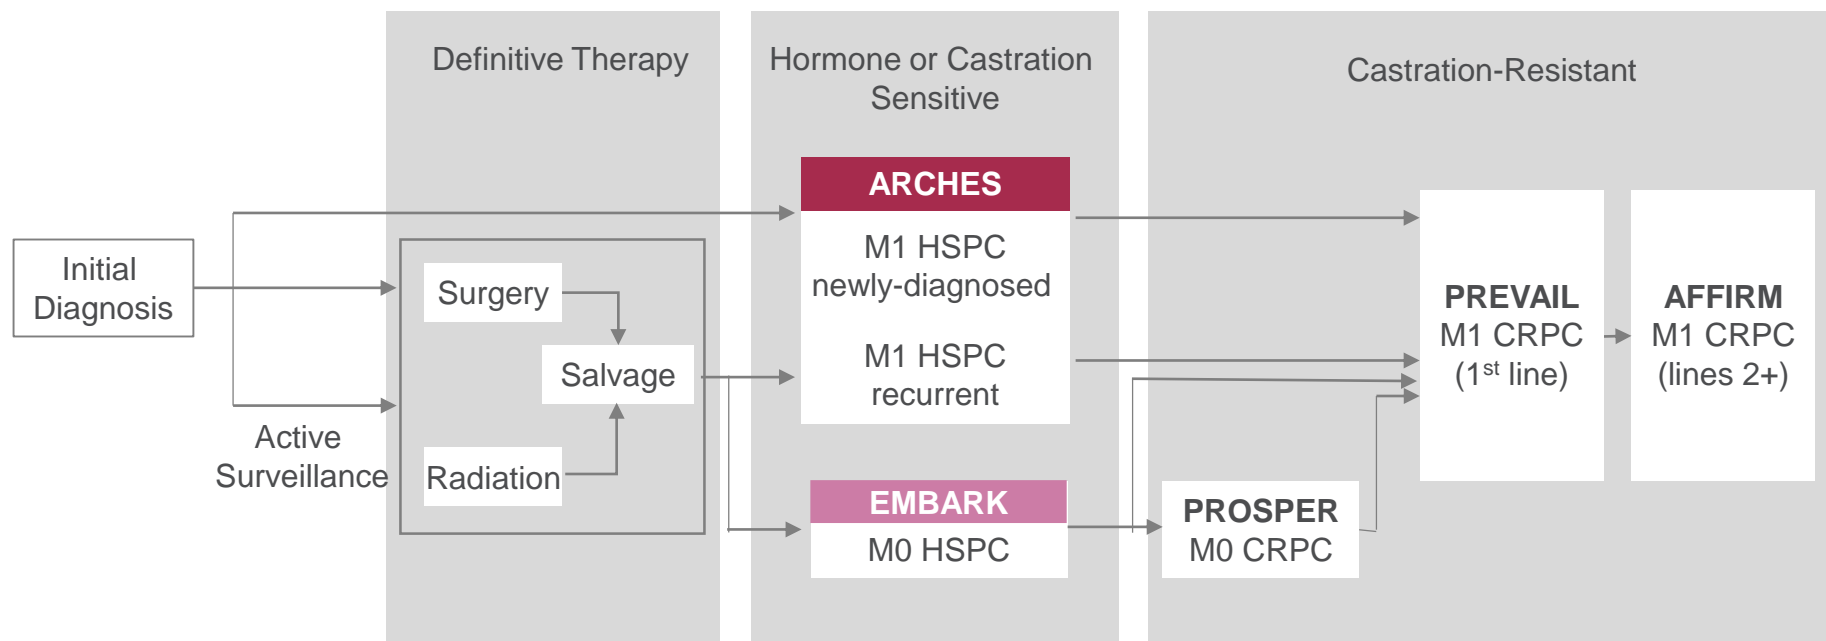 Definitive Therapy
Hormone or Castration
Sensitive
Castration-Resistant
Initial
Diagnosis
Active
Surveillance
Surgery
Salvage
Radiation
ARCHES
M1 HSPC
newly-diagnosed
M1 HSPC
recurrent
EMBARK
M0 HSPC
PROSPER
M0 CRPC
PREVAIL
M1 CRPC
(1st line)
AFFIRM
M1 CRPC
(lines 2+)